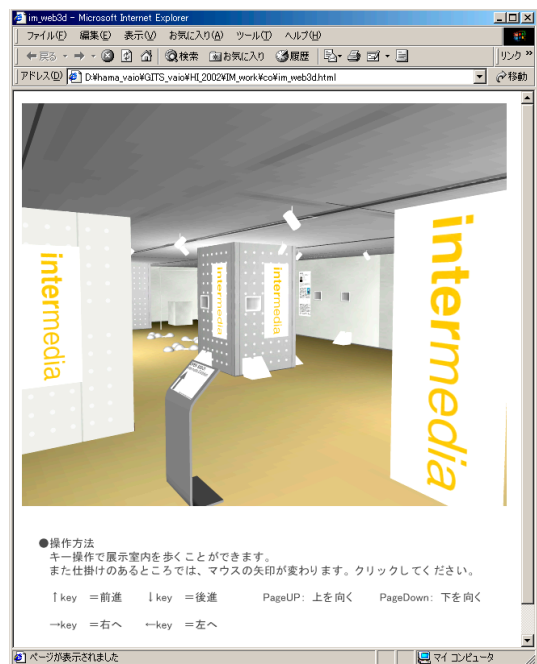 im_web3d - Microsoft Internet Explorer
ファイル(F) 編集(E) 表示(V) お気に入り(A) ツール(T) ヘルプ(H)
戻る 検索 お気に入り 履歴 リンク »
アドレス(D) D:¥hama_vaio¥GITS_vaio¥HI_2002¥IM_work¥co¥im_web3d.html 移動
intermedia
intermedia
intermedia
intermedia
●操作方法
キー操作で展示室内を歩くことができます。
また仕掛けのあるところでは、マウスの矢印が変わります。クリックしてください。
↑key =前進 ↓key =後進 PageUP: 上を向く PageDown: 下を向く
→key =右へ ←key =左へ
ページが表示されました マイ コンピュータ